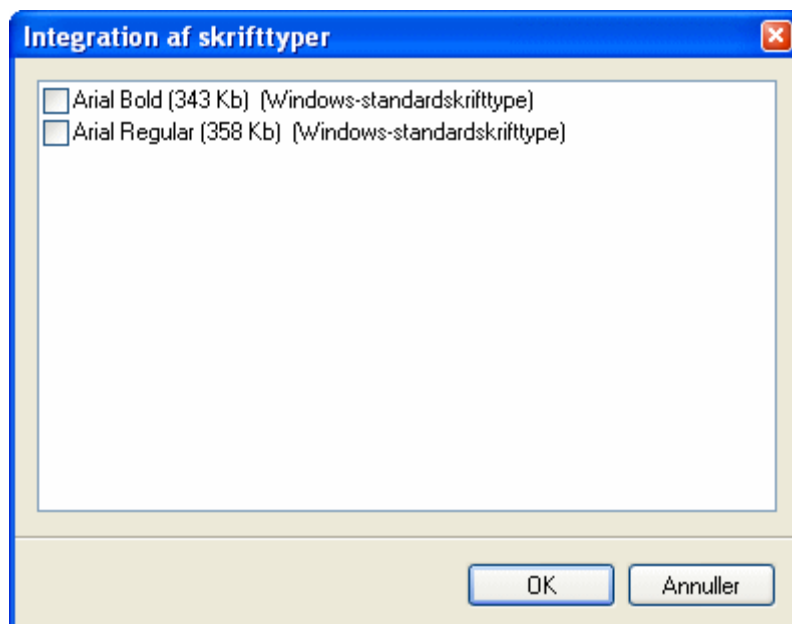 Integration af skrifttyper
Arial Bold (343 Kb) (Windows-standardskrifttype)
Arial Regular (358 Kb) (Windows-standardskrifttype)
OK
Annuller